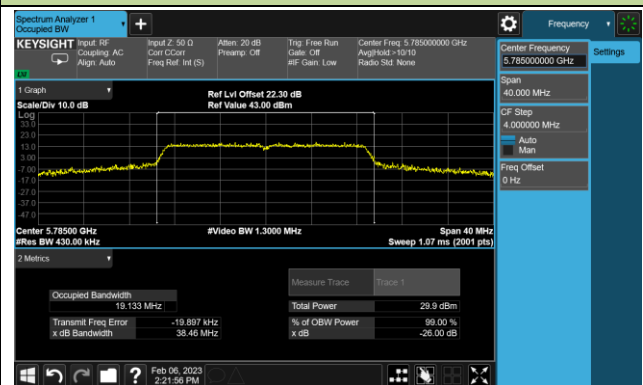 Spectrum Analyzer 1
Occupied BW
Frequency
KEYSIGHT
Input: RF
Coupling: AC
Align: Auto
Input Z: 50 Ω
Corr CCorr
Freq Ref: Int (S)
Atten: 20 dB
Preamp: Off
Trig: Free Run
Gate: Off
#IF Gain: Low
Center Freq: 5.785000000 GHz
Avg|Hold:>10/10
Radio Std: None
Center Frequency
5.785000000 GHz
Settings
Span
40.000 MHz
CF Step
4.000000 MHz
Auto
Man
Freq Offset
0 Hz
1 Graph
Scale/Div 10.0 dB
Ref Lvl Offset 22.30 dB
Ref Value 43.00 dBm
Log
33.0
23.0
13.0
3.00
-7.00
-17.0
-27.0
-37.0
-47.0
Center 5.78500 GHz
#Res BW 430.00 kHz
#Video BW 1.3000 MHz
Span 40 MHz
Sweep 1.07 ms (2001 pts)
2 Metrics
Measure Trace
Trace 1
Occupied Bandwidth
19.133 MHz
Total Power
29.9 dBm
Transmit Freq Error
-19.897 kHz
% of OBW Power
99.00 %
x dB Bandwidth
38.46 MHz
x dB
-26.00 dB
Feb 06, 2023
2:21:56 PM